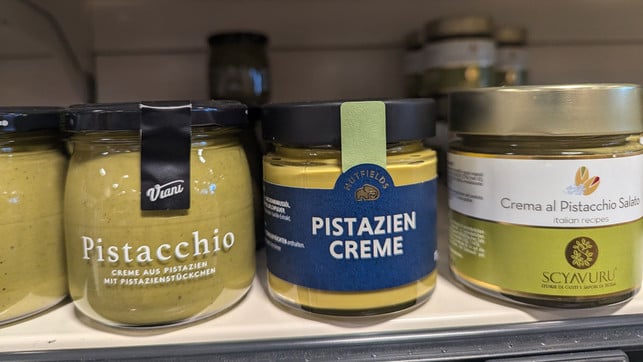 Viani
Pistacchio
CREME AUS PISTAZIEN
MIT PISTAZIENSTÜCKCHEN
NUTFIELDS
PISTAZIEN
CREME
Crema al Pistacchio Salato
italian recipes
SCYAVURU